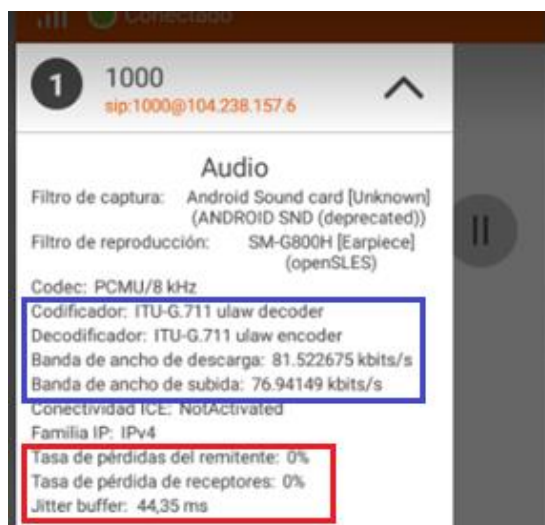 Conectado
1
1000
sip:1000@104.238.157.6
Audio
Filtro de captura: Android Sound card [Unknown]
(ANDROID SND (deprecated))
Filtro de reproducción: SM-G800H [Earpiece]
(openSLES)
Codec: PCMU/8 kHz
Codificador: ITU-G.711 ulaw decoder
Decodificador: ITU-G.711 ulaw encoder
Banda de ancho de descarga: 81.522675 kbits/s
Banda de ancho de subida: 76.94149 kbits/s
Conectividad ICE: NotActivated
Familia IP: IPv4
Tasa de pérdidas del remitente: 0%
Tasa de pérdida de receptores: 0%
Jitter buffer: 44,35 ms